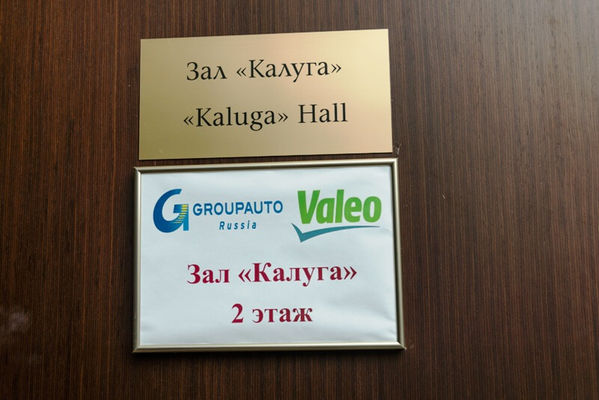 Зал «Калуга»
«Kaluga» Hall
GROUPAUTO Valeo
Russia
Зал «Калуга»
2 этаж